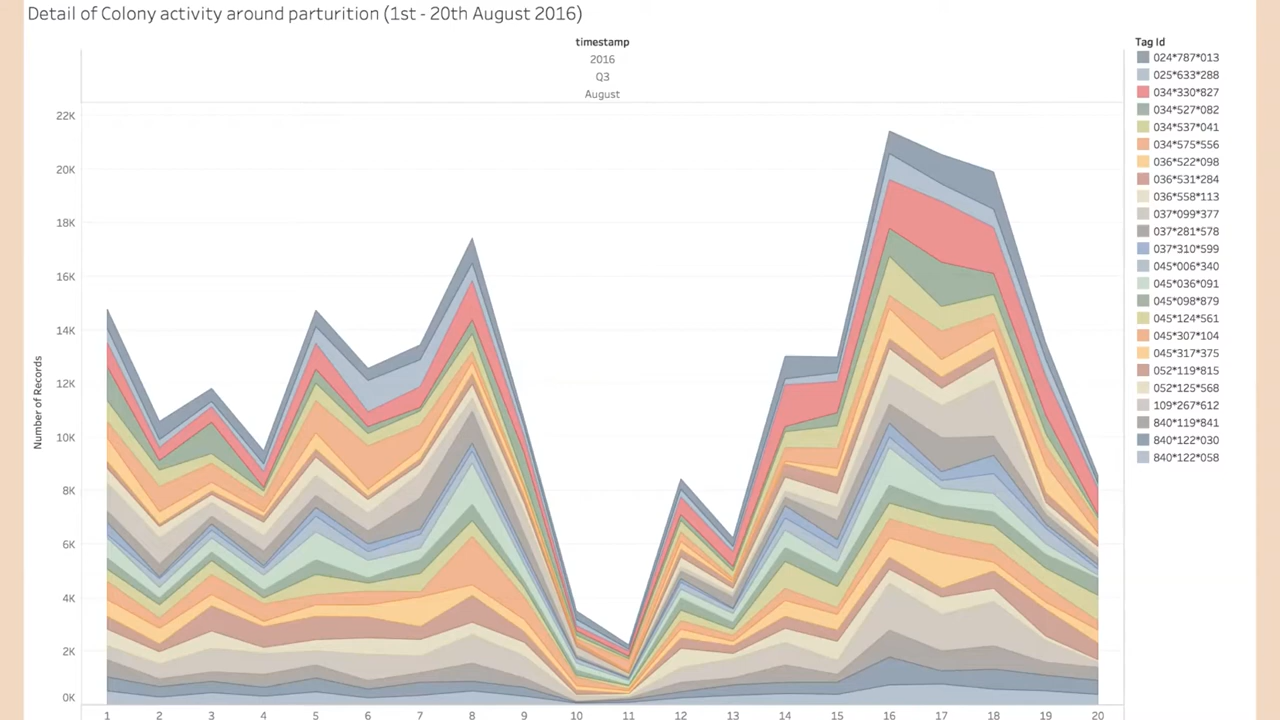 Detail of Colony activity around parturition (1st - 20th August 2016)
timestamp
2016
Q3
August
Tag Id
024*787*013
025*633*288
034*330*827
034*527*082
034*537*041
034*575*556
036*522*098
036*531*284
036*558*113
037*099*377
037*281*578
037*310*599
045*006*340
045*036*091
045*098*879
045*124*561
045*307*104
045*317*375
052*119*815
052*125*568
109*267*612
840*119*841
840*122*030
840*122*058
Number of Records
22K
20K
18K
16K
14K
12K
10K
8K
6K
4K
2K
0K
1 2 3 4 5 6 7 8 9 10 11 12 13 14 15 16 17 18 19 20